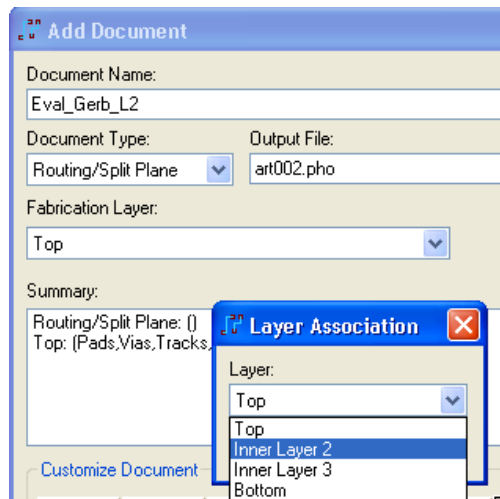 Add Document
Document Name:
Eval_Gerb_L2
Document Type: Output File:
Routing/Split Plane art002.pho
Fabrication Layer:
Top
Summary:
Routing/Split Plane: ()
Top: (Pads,Vias,Tracks,
Layer Association
Layer:
Top
Top
Inner Layer 2
Inner Layer 3
Bottom
Customize Document